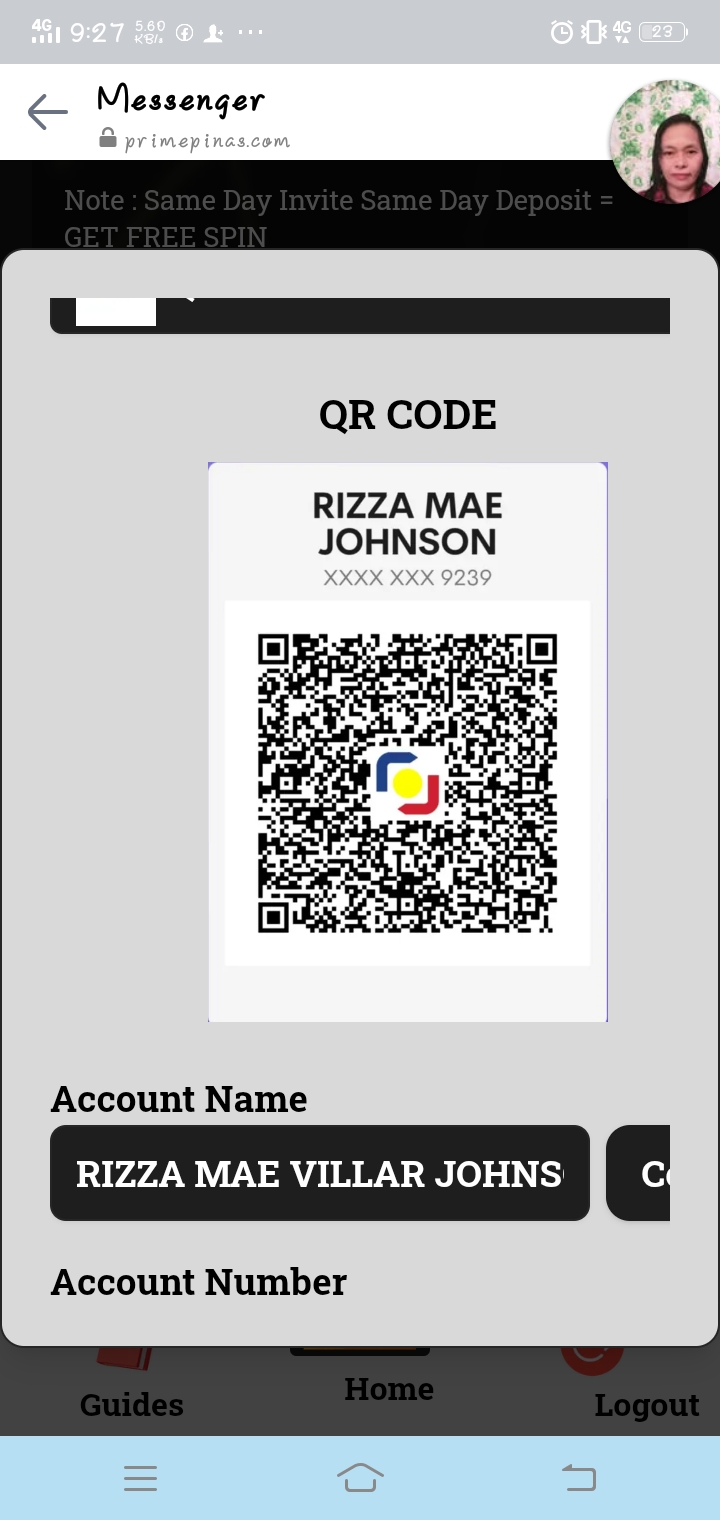 4G 9:27 5.60 KB/s ... 4G 23
Messenger
primepinas.com
Note : Same Day Invite Same Day Deposit =
GET FREE SPIN
QR CODE
RIZZA MAE
JOHNSON
XXXX XXX 9239
Account Name
RIZZA MAE VILLAR JOHNS
Account Number
Guides Home Logout